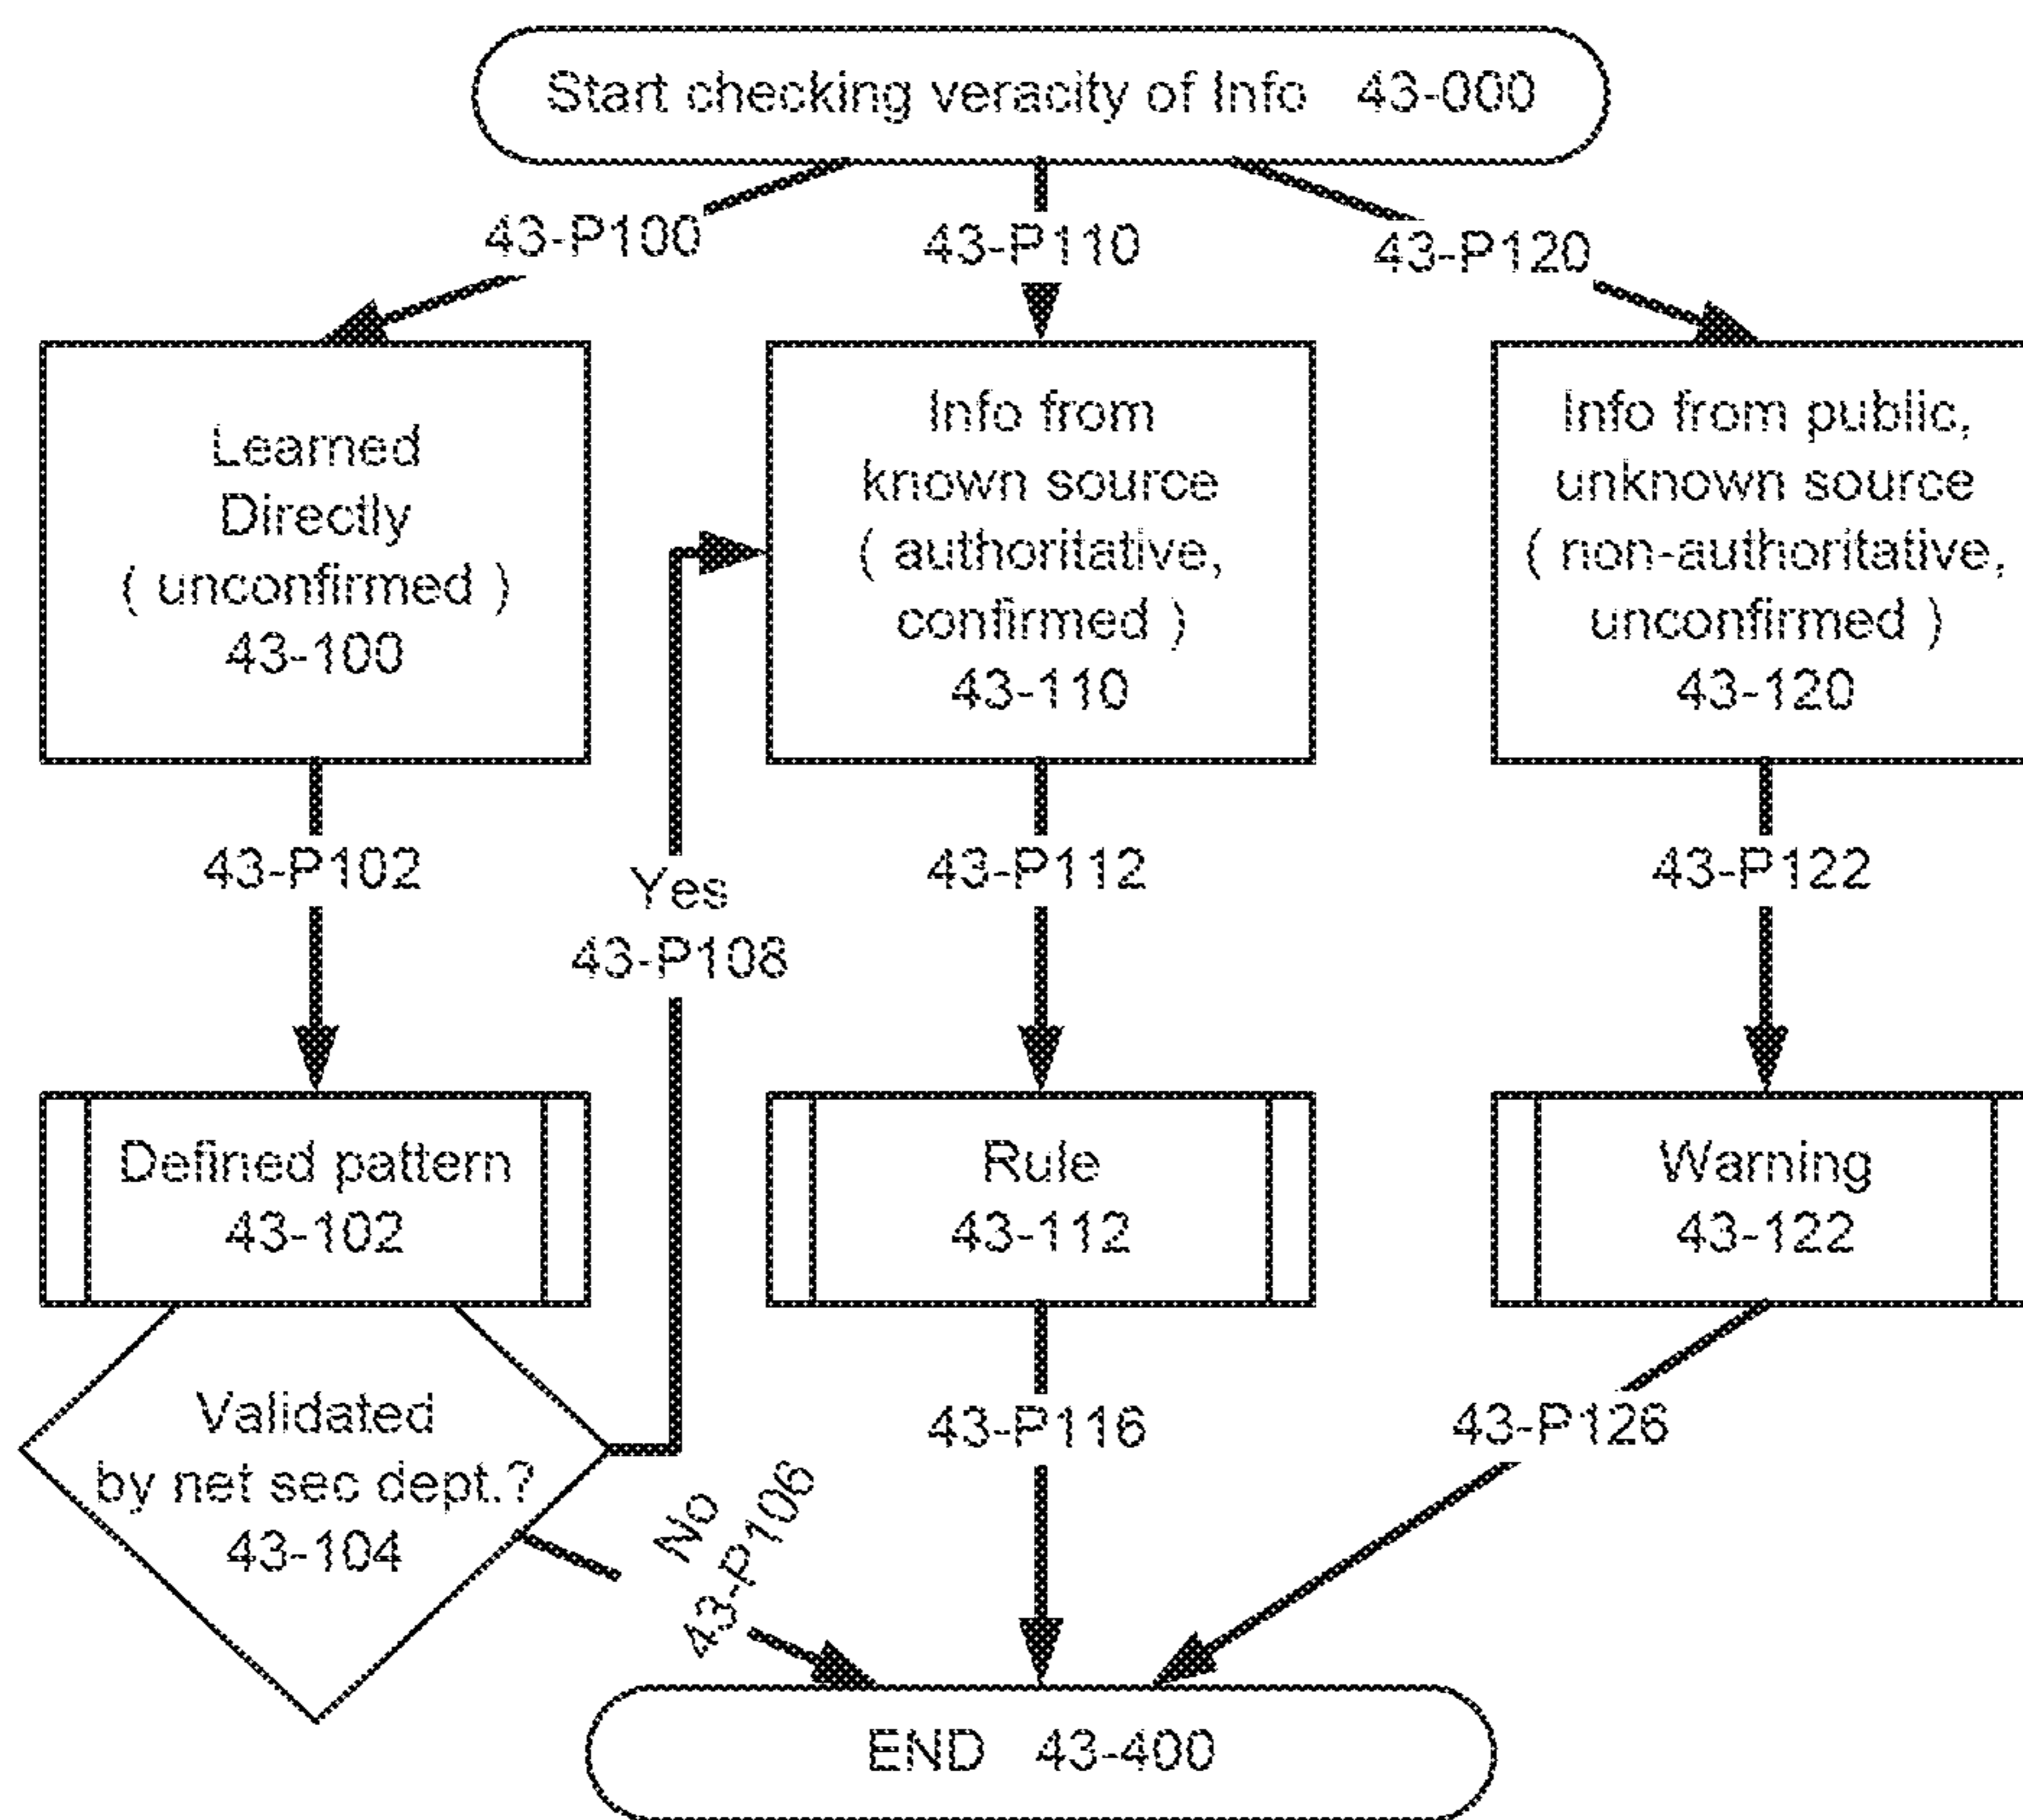 Start checking veracity of Info 43-000
43-P100
43-P110
43-P120
Learned
Directly
( unconfirmed )
43-100
Info from
known source
( authoritative,
confirmed )
43-110
Info from public,
unknown source
( non-authoritative,
unconfirmed )
43-120
43-P102
Yes
43-P108
43-P112
43-P122
Defined pattern
43-102
Rule
43-112
Warning
43-122
Validated
by net sec dept.?
43-104
No
43-P106
43-P116
43-P126
END 43-400